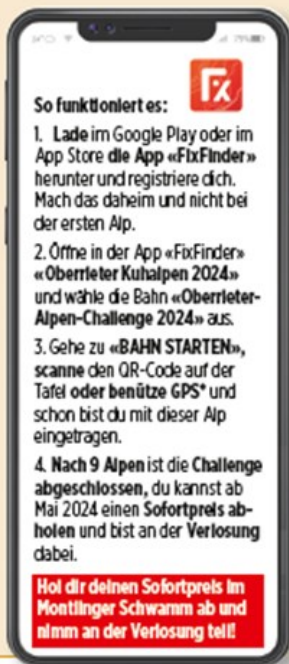 So funktioniert es:
1. Lade im Google Play oder im
App Store die App «FixFinder»
herunter und registriere dich.
Mach das daheim und nicht bei
der ersten Alp.
2. Öffne in der App «FixFinder»
«Oberrieter Kuhalpen 2024»
und wähle die Bahn «Oberrieter-
Alpen-Challenge 2024» aus.
3. Gehe zu «BAHN STARTEN»,
scanne den QR-Code auf der
Tafel oder benütze GPS* und
schon bist du mit dieser Alp
eingetragen.
4. Nach 9 Alpen ist die Challenge
abgeschlossen, du kannst ab
Mai 2024 einen Sofortpreis ab-
holen und bist an der Verlosung
dabei.
Hol dir deinen Sofortpreis im
Montlinger Schwamm ab und
nimm an der Verlosung teil!